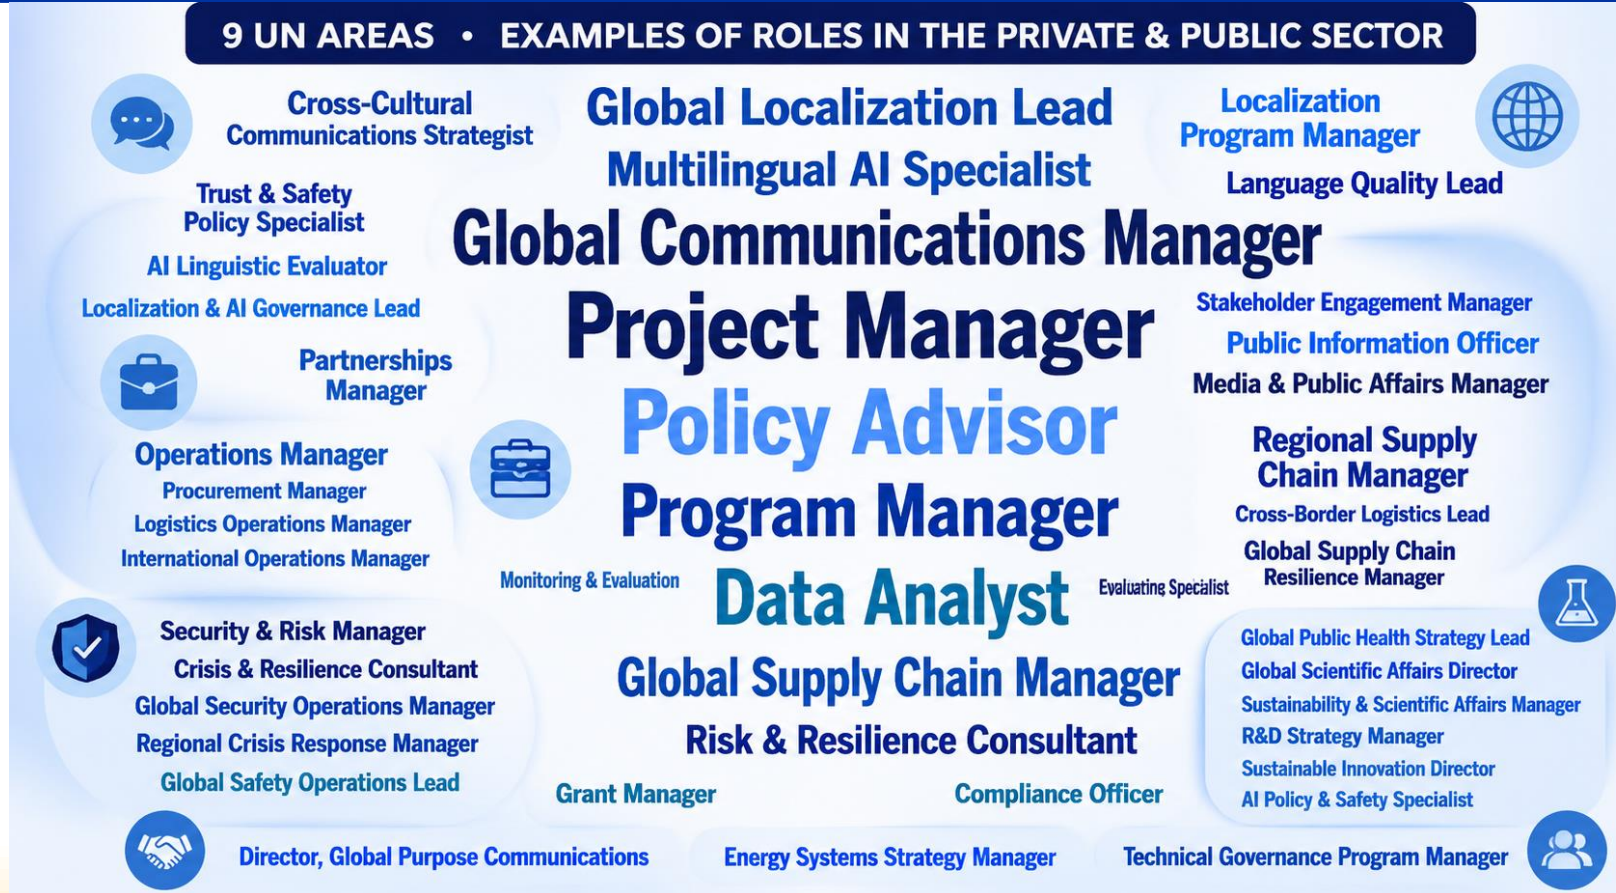 9 UN AREAS • EXAMPLES OF ROLES IN THE PRIVATE & PUBLIC SECTOR
Cross-Cultural
Communications Strategist
Global Localization Lead
Localization
Program Manager
Multilingual AI Specialist
Language Quality Lead
Trust & Safety
Policy Specialist
Global Communications Manager
AI Linguistic Evaluator
Localization & AI Governance Lead
Project Manager
Stakeholder Engagement Manager
Public Information Officer
Media & Public Affairs Manager
Partnerships
Manager
Policy Advisor
Operations Manager
Procurement Manager
Logistics Operations Manager
International Operations Manager
Regional Supply
Chain Manager
Cross-Border Logistics Lead
Global Supply Chain
Resilience Manager
Program Manager
Monitoring & Evaluation
Data Analyst
Evaluating Specialist
Security & Risk Manager
Crisis & Resilience Consultant
Global Security Operations Manager
Regional Crisis Response Manager
Global Safety Operations Lead
Global Supply Chain Manager
Risk & Resilience Consultant
Grant Manager
Compliance Officer
Global Public Health Strategy Lead
Global Scientific Affairs Director
Sustainability & Scientific Affairs Manager
R&D Strategy Manager
Sustainable Innovation Director
AI Policy & Safety Specialist
Director, Global Purpose Communications
Energy Systems Strategy Manager
Technical Governance Program Manager